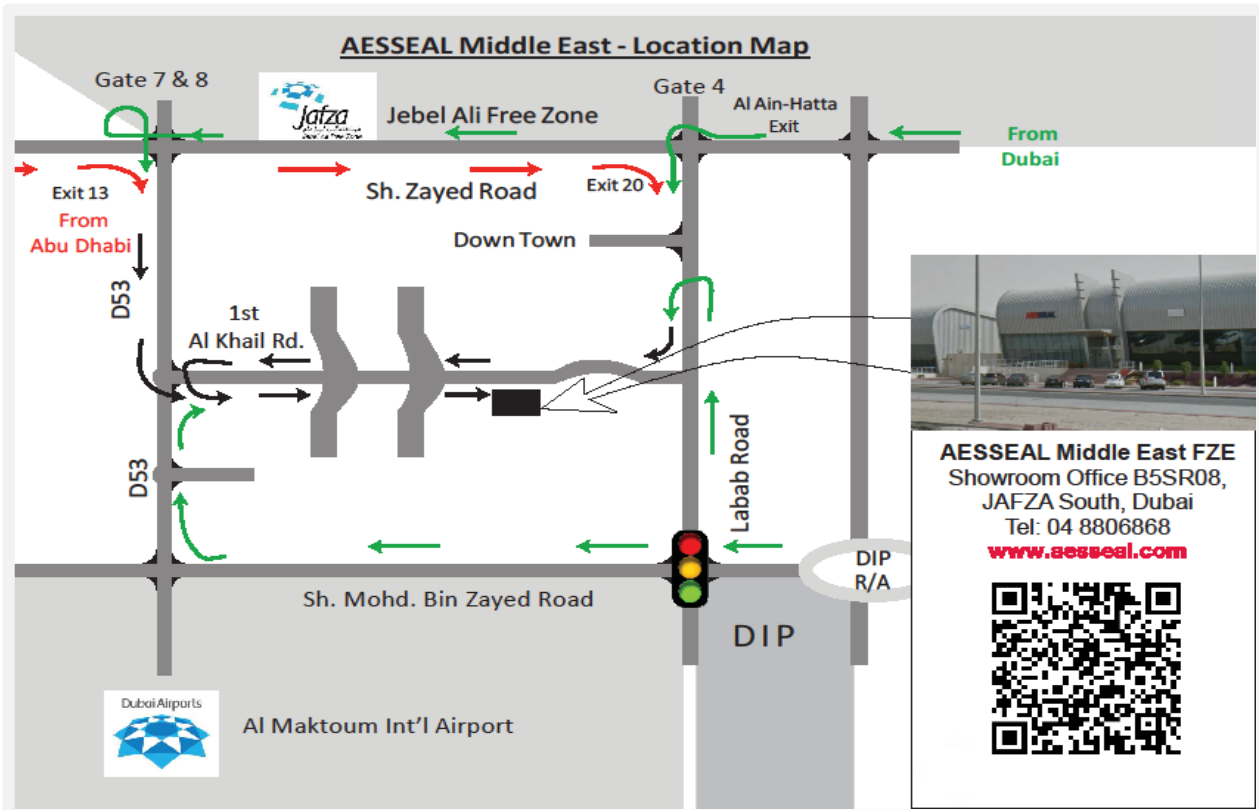 AESSEAL Middle East - Location Map
Gate 7 & 8
Jafza
Jebel Ali Free Zone
Gate 4
Al Ain-Hatta
Exit
From
Dubai
Exit 13
From
Abu Dhabi
Sh. Zayed Road
Exit 20
Down Town
D53
1st
Al Khail Rd.
AESSEAL
D53
Labab Road
DIP
R/A
Sh. Mohd. Bin Zayed Road
DIP
Dubai Airports
Al Maktoum Int'l Airport
AESSEAL Middle East FZE
Showroom Office B5SR08,
JAFZA South, Dubai
Tel: 04 8806868
www.aesseal.com